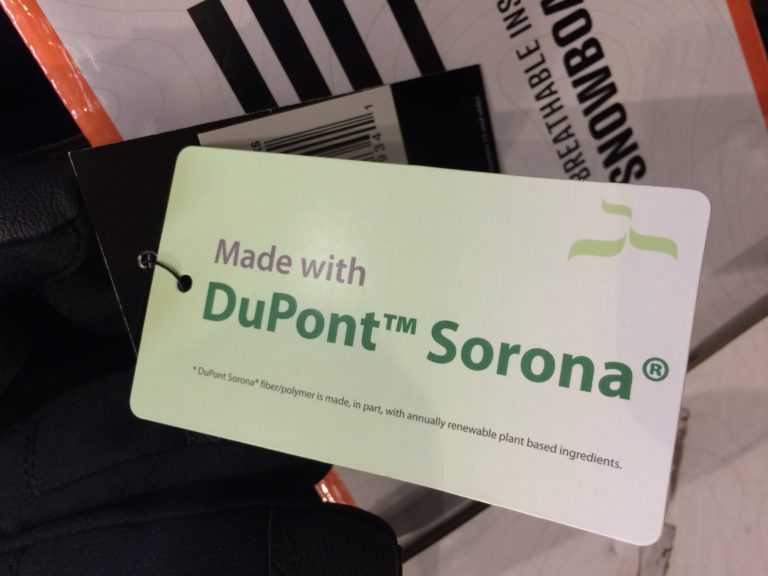 BREATHABLE INS
SNOWBOA
9341
Made with
DuPont™ Sorona®
* DuPont Sorona® fiber/polymer is made, in part, with annually renewable plant based ingredients.